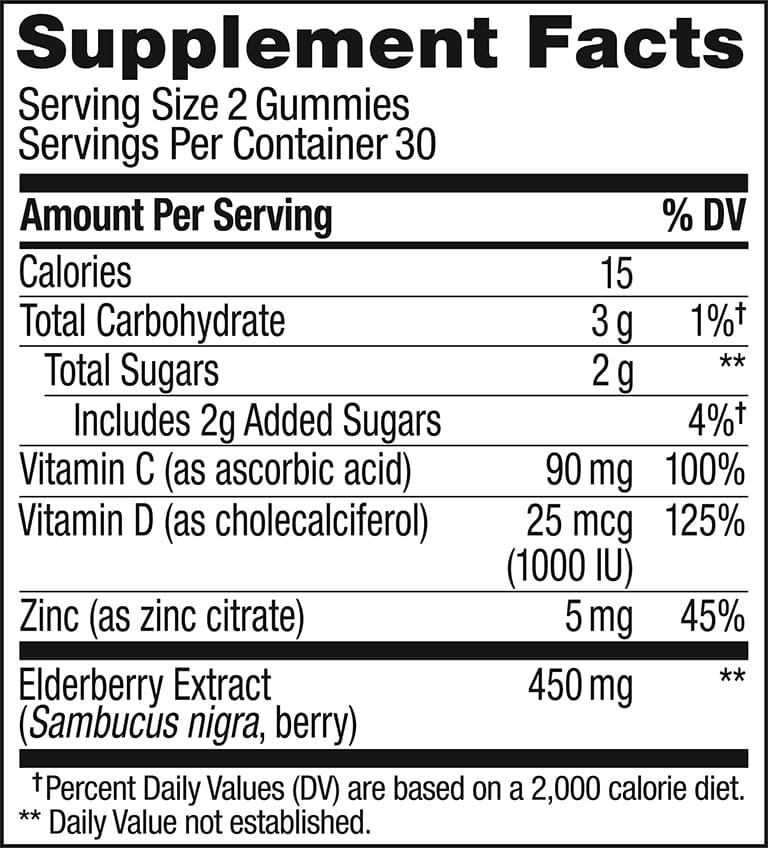 Supplement Facts
Serving Size 2 Gummies
Servings Per Container 30
Amount Per Serving % DV
Calories 15
Total Carbohydrate 3 g 1%†
Total Sugars 2 g **
Includes 2g Added Sugars 4%†
Vitamin C (as ascorbic acid) 90 mg 100%
Vitamin D (as cholecalciferol) 25 mcg 125%
(1000 IU)
Zinc (as zinc citrate) 5 mg 45%
Elderberry Extract 450 mg **
(Sambucus nigra, berry)
†Percent Daily Values (DV) are based on a 2,000 calorie diet.
** Daily Value not established.